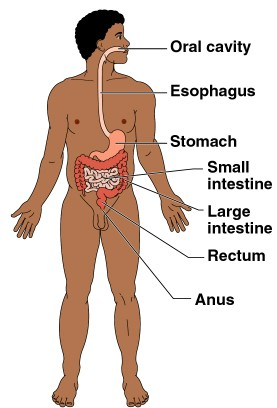 Oral cavity
Esophagus
Stomach
Small
intestine
Large
intestine
Rectum
Anus